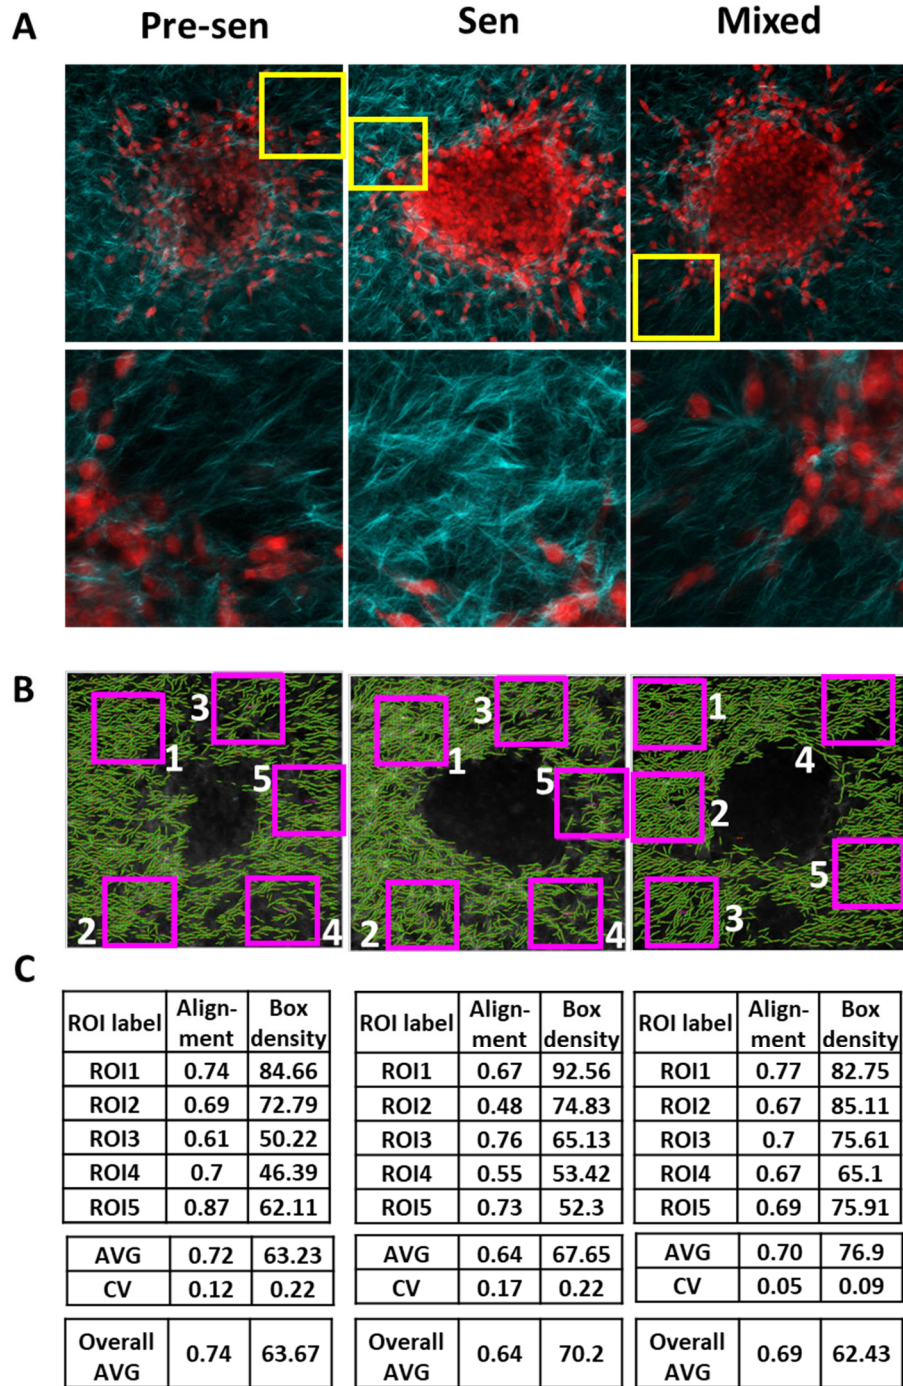 A
Pre-sen Sen Mixed
B
3 3 1
1 1 4
5 5 2
5
2 4 2 4 3
C
ROI label Align-ment Box density
ROI1 0.74 84.66
ROI2 0.69 72.79
ROI3 0.61 50.22
ROI4 0.7 46.39
ROI5 0.87 62.11
AVG 0.72 63.23
CV 0.12 0.22
Overall AVG 0.74 63.67
ROI label Align-ment Box density
ROI1 0.67 92.56
ROI2 0.48 74.83
ROI3 0.76 65.13
ROI4 0.55 53.42
ROI5 0.73 52.3
AVG 0.64 67.65
CV 0.17 0.22
Overall AVG 0.64 70.2
ROI label Align-ment Box density
ROI1 0.77 82.75
ROI2 0.67 85.11
ROI3 0.7 75.61
ROI4 0.67 65.1
ROI5 0.69 75.91
AVG 0.70 76.9
CV 0.05 0.09
Overall AVG 0.69 62.43